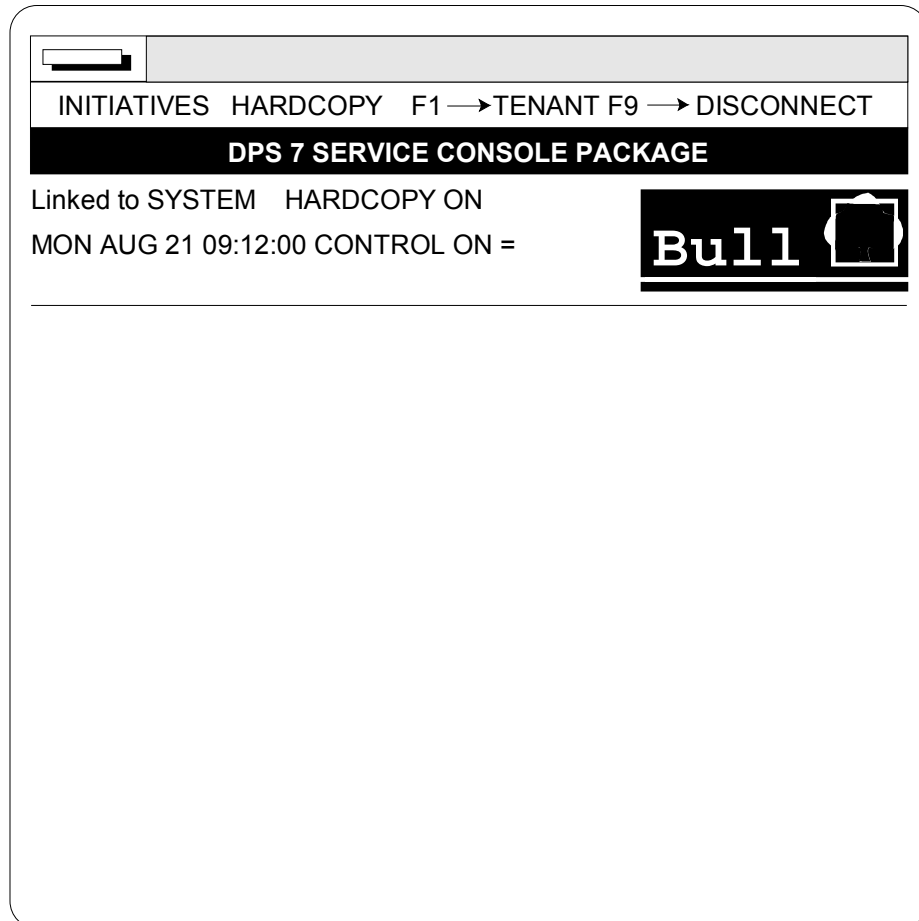 INITIATIVES HARDCOPY F1 → TENANT F9 → DISCONNECT
DPS 7 SERVICE CONSOLE PACKAGE
Linked to SYSTEM HARDCOPY ON
MON AUG 21 09:12:00 CONTROL ON =
Bull